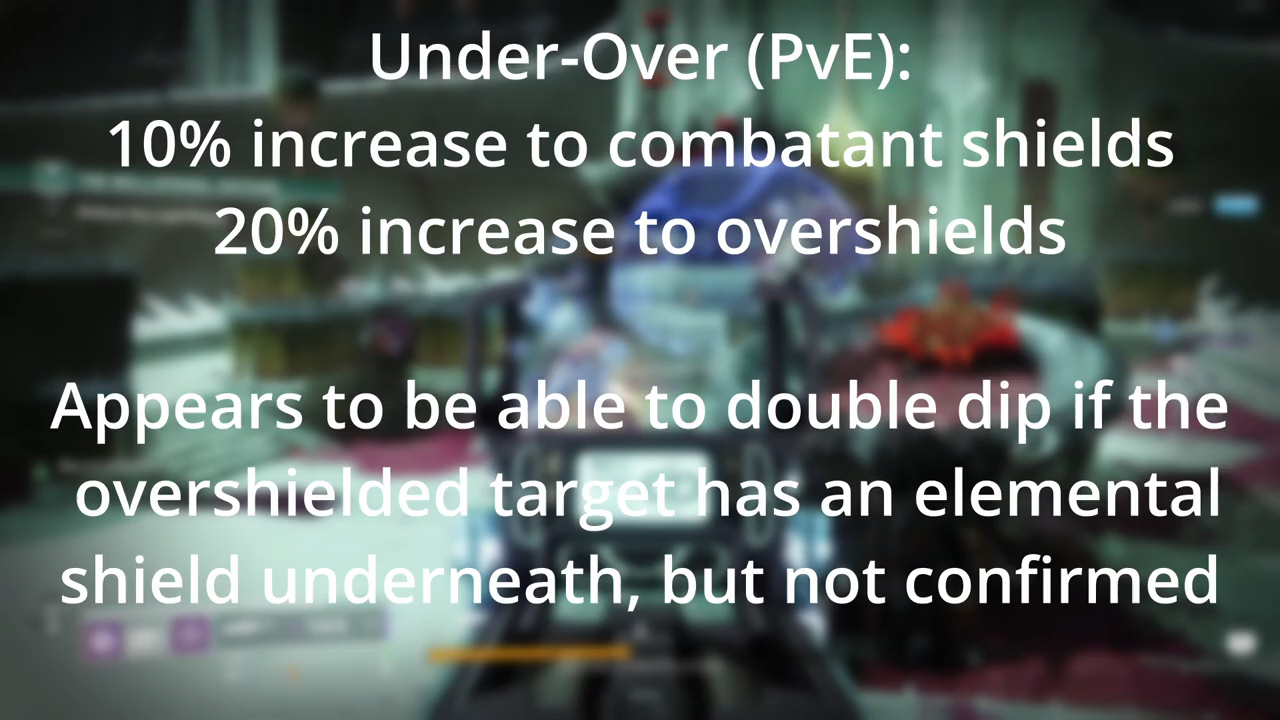 Under-Over (PvE):
10% increase to combatant shields
20% increase to overshields
Appears to be able to double dip if the
overshielded target has an elemental
shield underneath, but not confirmed